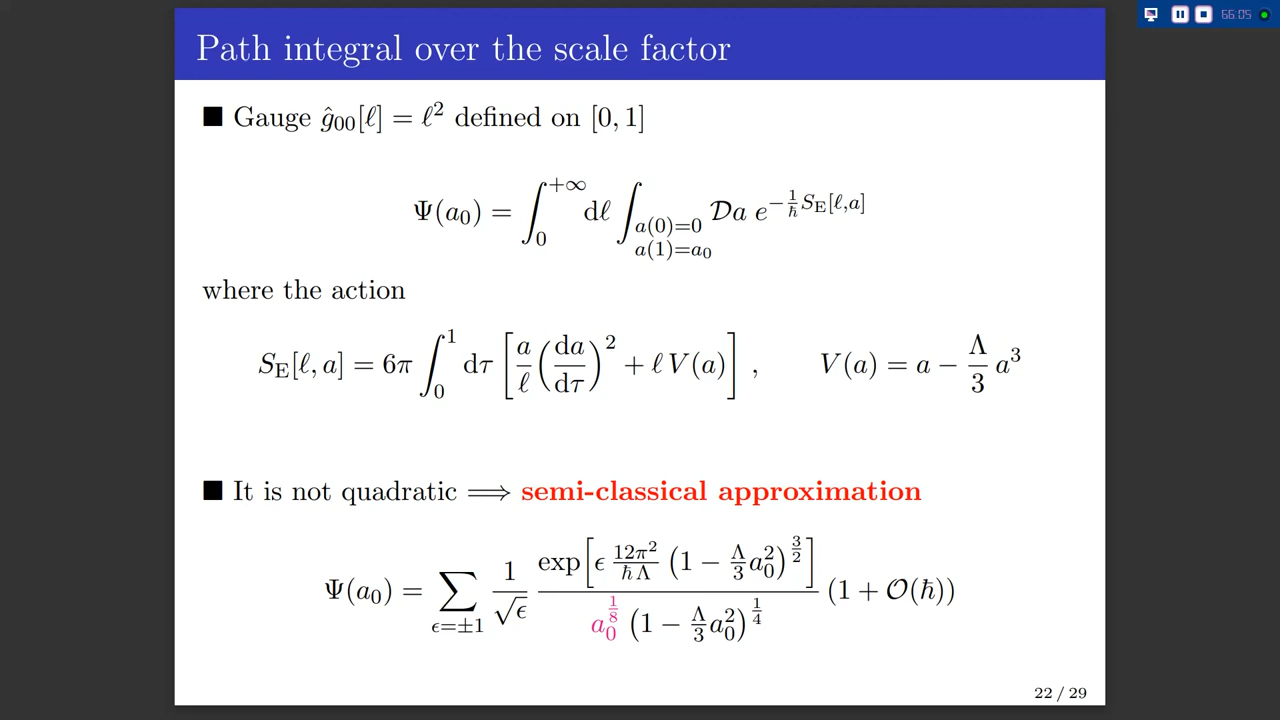 66:05
Path integral over the scale factor
■ Gauge ĝ₀₀[ℓ] = ℓ² defined on [0, 1]
Ψ(a₀) = ∫₀^{+∞} dℓ ∫_{a(0)=0, a(1)=a₀} 𝒟a e^{−(1/ħ) S_E[ℓ,a]}
where the action
S_E[ℓ, a] = 6π ∫₀¹ dτ [ (a/ℓ) (da/dτ)² + ℓ V(a) ] , V(a) = a − (Λ/3) a³
■ It is not quadratic ⟹ semi-classical approximation
Ψ(a₀) = ∑_{ϵ=±1} (1/√ϵ) exp[ ϵ (12π²/ħΛ) (1 − (Λ/3)a₀²)^{3/2} ] / ( a₀^{1/8} (1 − (Λ/3)a₀²)^{1/4} ) (1 + 𝒪(ħ))
22 / 29